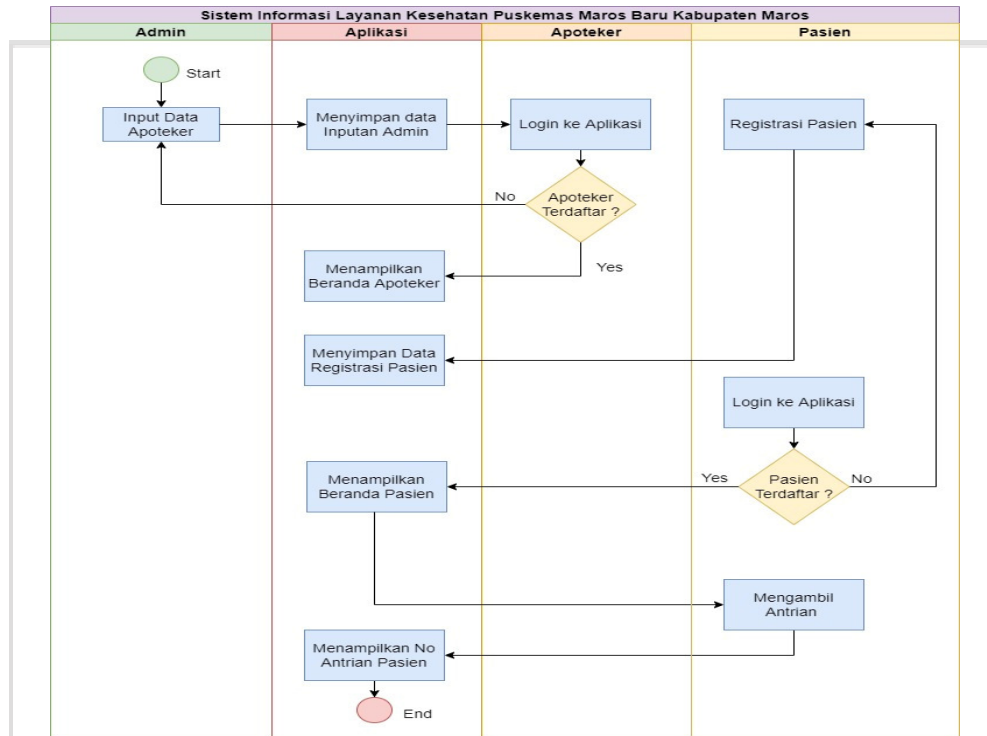 Sistem Informasi Layanan Kesehatan Puskemas Maros Baru Kabupaten Maros
Admin
Aplikasi
Apoteker
Pasien
Start
Input Data
Apoteker
Menyimpan data
Inputan Admin
Login ke Aplikasi
Registrasi Pasien
No
Apoteker
Terdaftar ?
Yes
Menampilkan
Beranda Apoteker
Menyimpan Data
Registrasi Pasien
Login ke Aplikasi
Menampilkan
Beranda Pasien
Yes
Pasien
Terdaftar ?
No
Mengambil
Antrian
Menampilkan No
Antrian Pasien
End